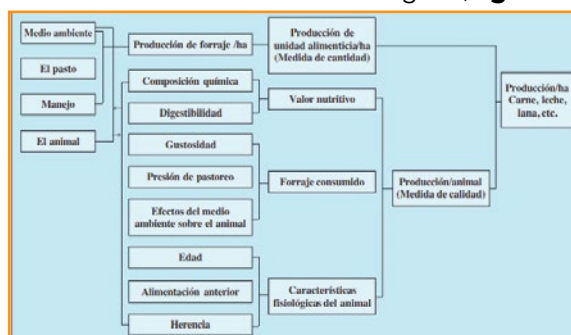 Medio ambiente
El pasto
Manejo
El animal
Producción de forraje /ha
Composición química
Digestibilidad
Gustosidad
Presión de pastoreo
Efectos del medio
ambiente sobre el animal
Edad
Alimentación anterior
Herencia
Producción de
unidad alimenticia/ha
(Medida de cantidad)
Valor nutritivo
Forraje consumido
Características
fisiológicas del animal
Producción/animal
(Medida de calidad)
Producción/ha
Carne, leche,
lana, etc.